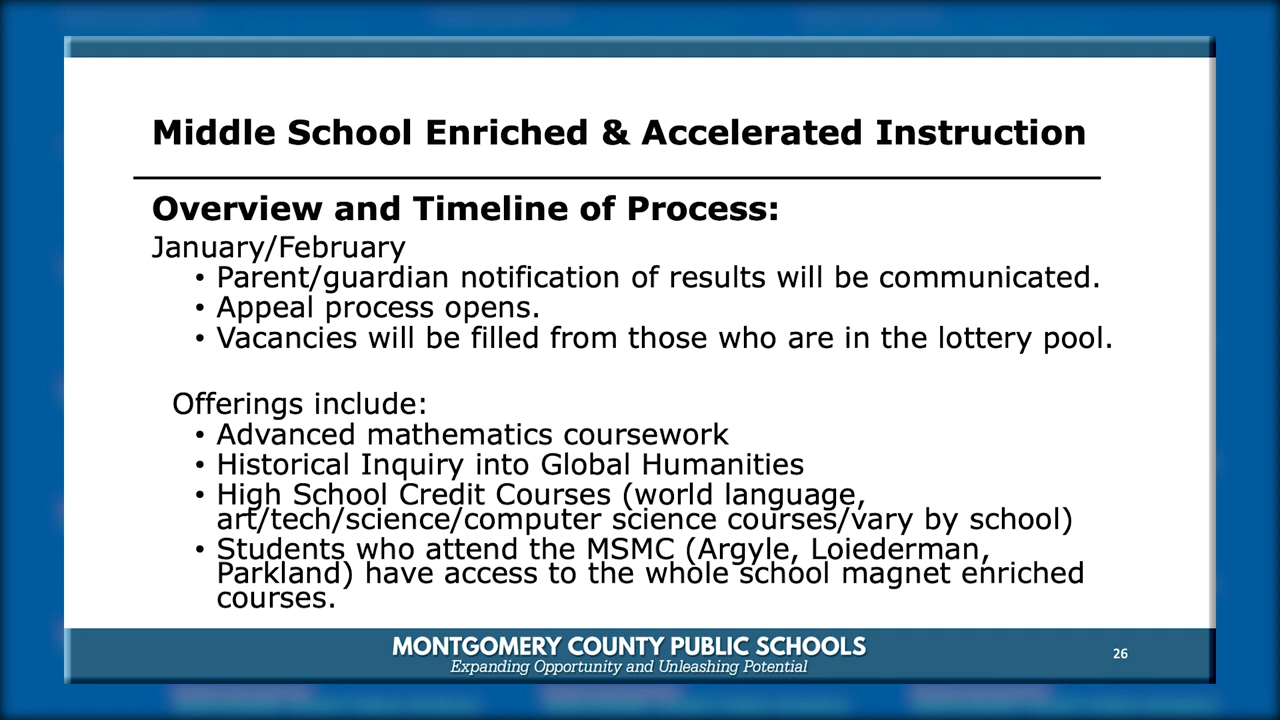 Middle School Enriched & Accelerated Instruction
Overview and Timeline of Process:
January/February
• Parent/guardian notification of results will be communicated.
• Appeal process opens.
• Vacancies will be filled from those who are in the lottery pool.
Offerings include:
• Advanced mathematics coursework
• Historical Inquiry into Global Humanities
• High School Credit Courses (world language,
art/tech/science/computer science courses/vary by school)
• Students who attend the MSMC (Argyle, Loiederman,
Parkland) have access to the whole school magnet enriched
courses.
MONTGOMERY COUNTY PUBLIC SCHOOLS
Expanding Opportunity and Unleashing Potential
26